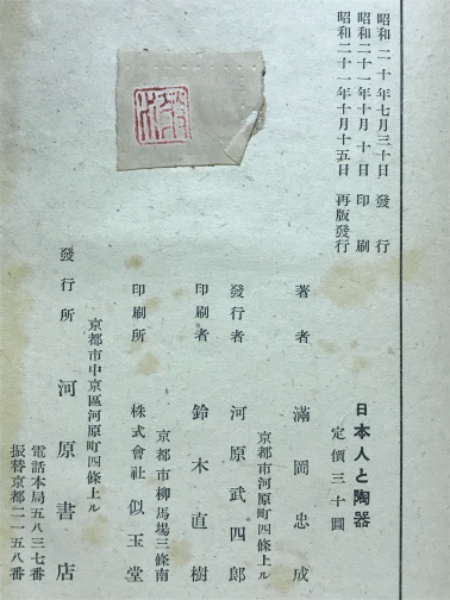 昭和二十年七月三十日 發行
昭和二十一年十月十日 印刷
昭和二十一年十月十五日 再版發行
日本人と陶器
定價三十圓
著者 滿岡忠成
京都市河原町四條上ル
發行者 河原武四郎
京都市柳馬場三條南
印刷者 鈴木直樹
印刷所 株式會社似玉堂
京都市中京區河原町四條上ル
發行所 河原書店
電話本局五八三七番
振替京都二一五八番